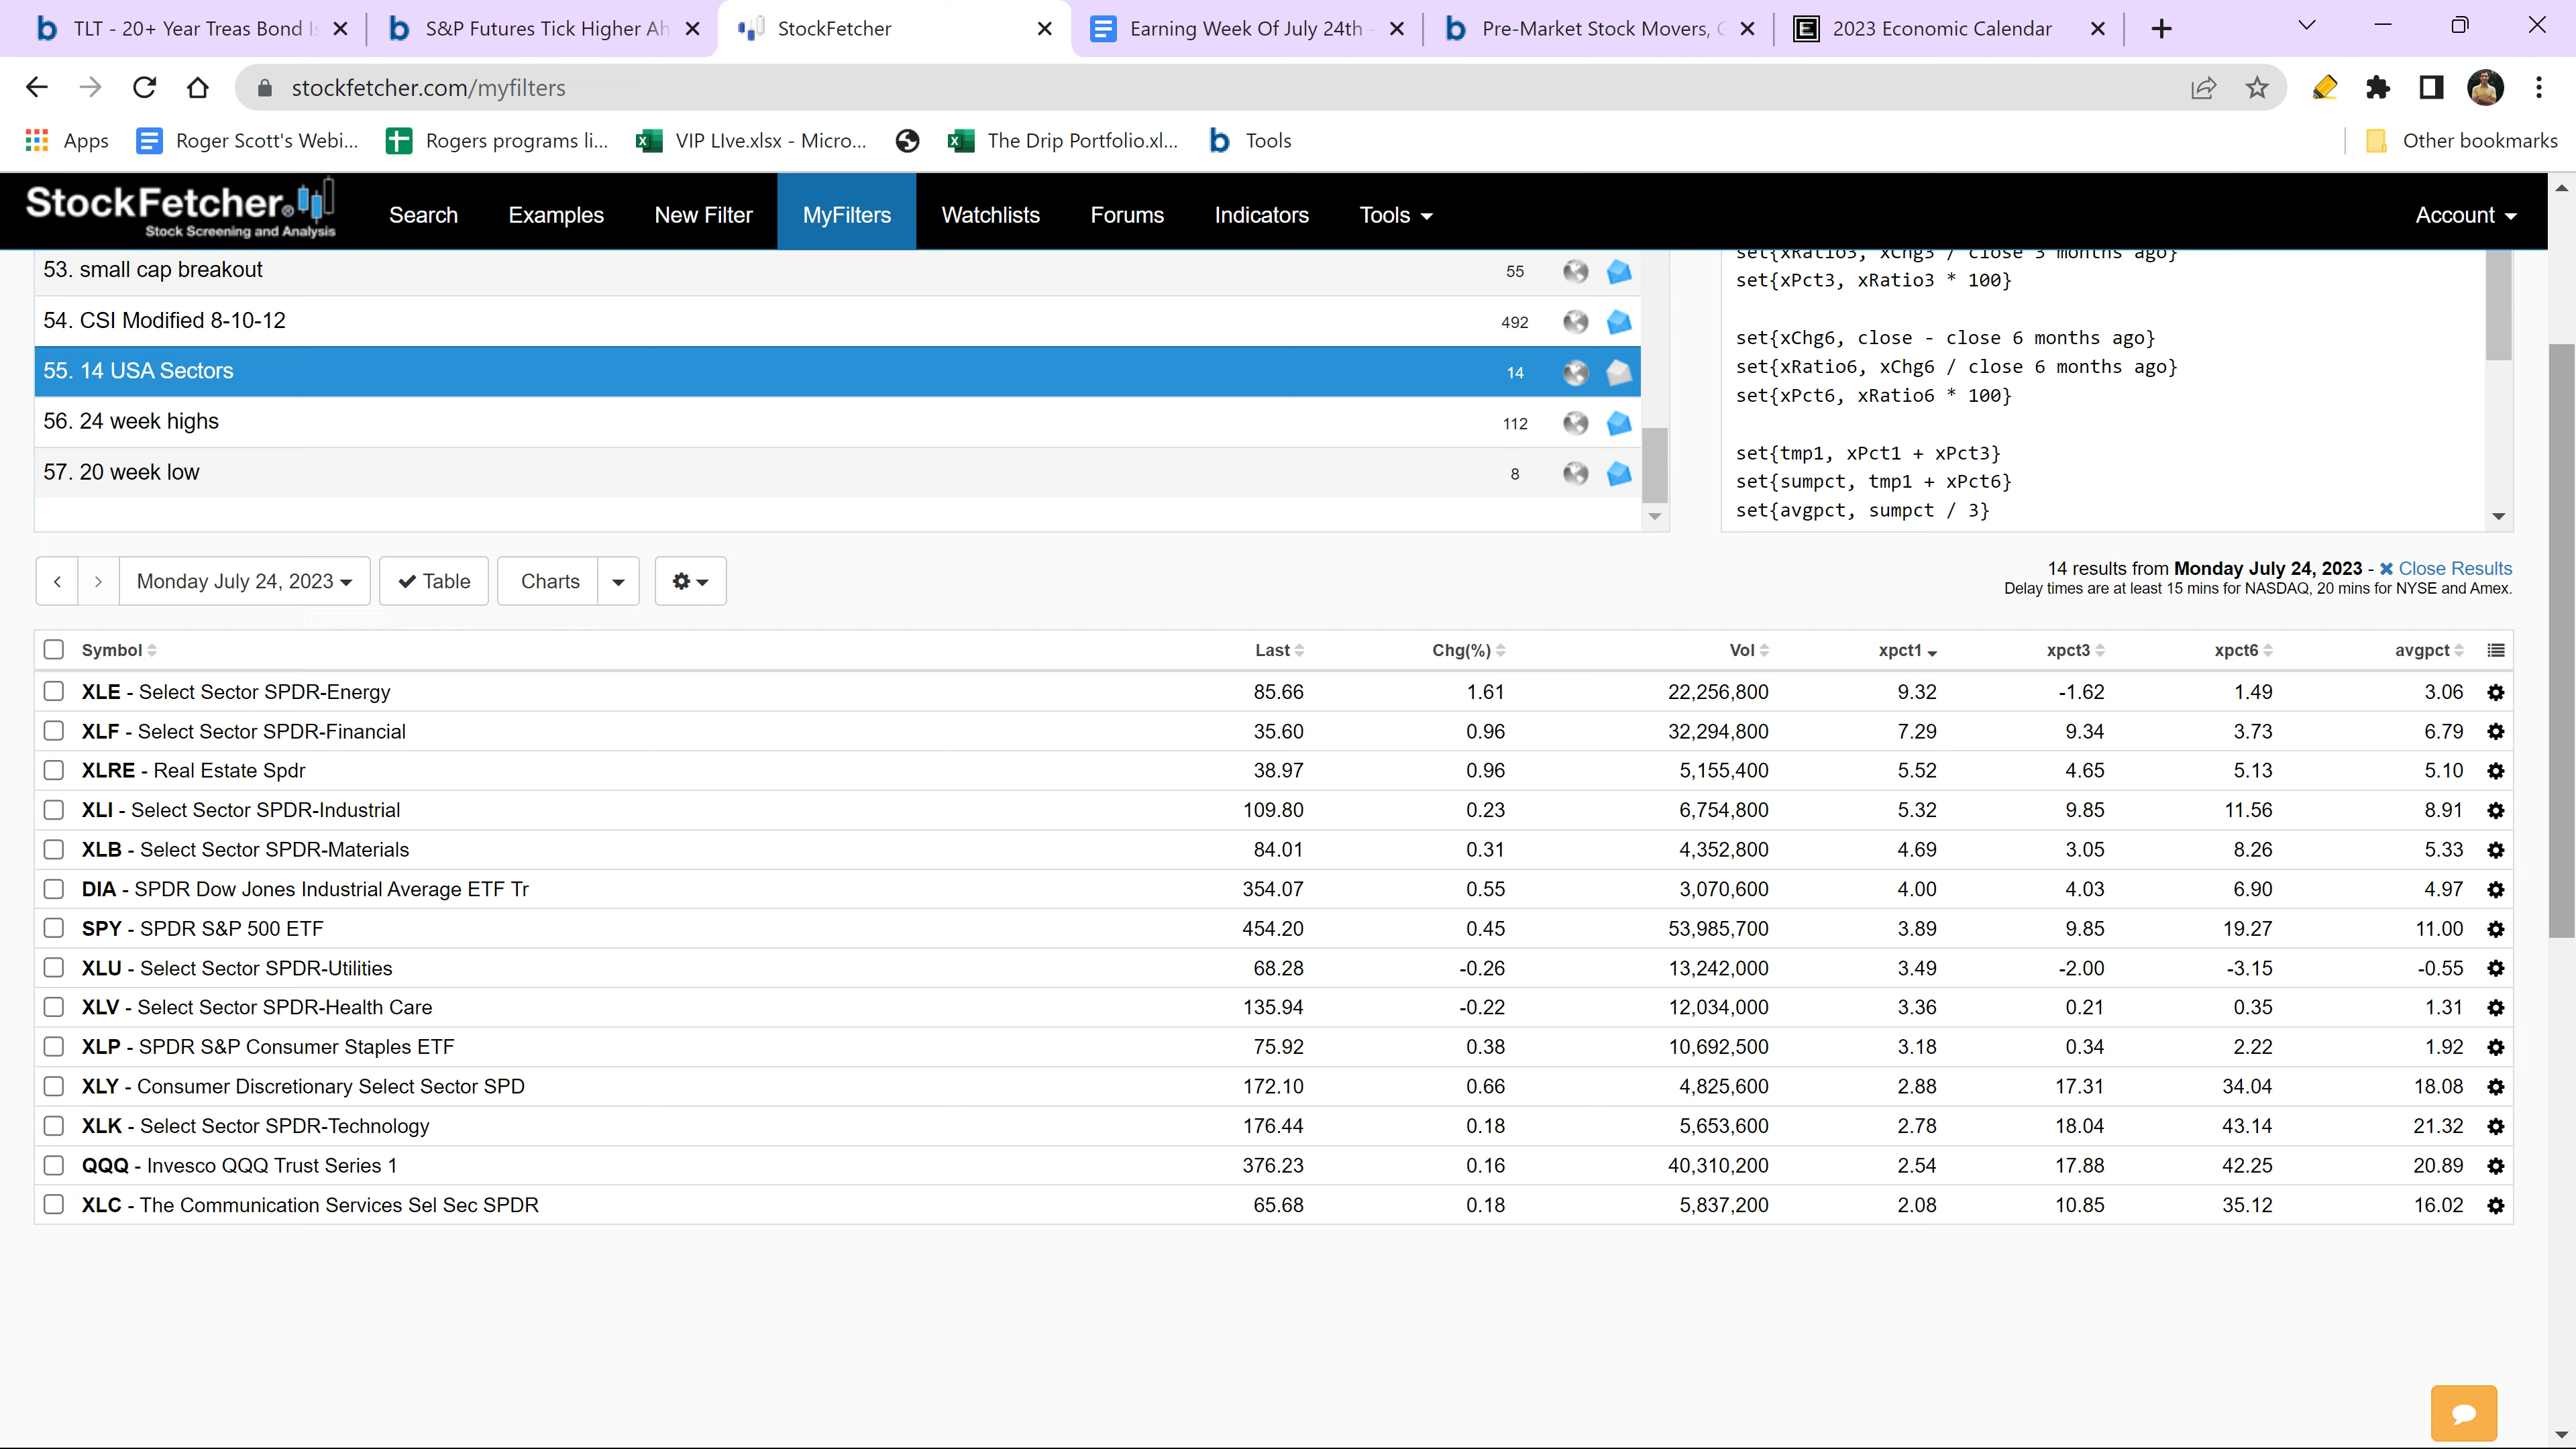 TLT - 20+ Year Treas Bond Is
S&P Futures Tick Higher Ah
StockFetcher
Earning Week Of July 24th -
Pre-Market Stock Movers,
2023 Economic Calendar
stockfetcher.com/myfilters
Apps
Roger Scott's Webi...
Rogers programs li...
VIP LIve.xlsx - Micro...
The Drip Portfolio.xl...
Tools
Other bookmarks
StockFetcher®
Stock Screening and Analysis
Search Examples New Filter MyFilters Watchlists Forums Indicators Tools Account
53. small cap breakout 55
54. CSI Modified 8-10-12 492
55. 14 USA Sectors 14
56. 24 week highs 112
57. 20 week low 8
set{xRatio3, xChg3 / close 3 months ago}
set{xPct3, xRatio3 * 100}
set{xChg6, close - close 6 months ago}
set{xRatio6, xChg6 / close 6 months ago}
set{xPct6, xRatio6 * 100}
set{tmp1, xPct1 + xPct3}
set{sumpct, tmp1 + xPct6}
set{avgpct, sumpct / 3}
Monday July 24, 2023 Table Charts
14 results from Monday July 24, 2023 - Close Results
Delay times are at least 15 mins for NASDAQ, 20 mins for NYSE and Amex.
Symbol Last Chg(%) Vol xpct1 xpct3 xpct6 avgpct
XLE - Select Sector SPDR-Energy 85.66 1.61 22,256,800 9.32 -1.62 1.49 3.06
XLF - Select Sector SPDR-Financial 35.60 0.96 32,294,800 7.29 9.34 3.73 6.79
XLRE - Real Estate Spdr 38.97 0.96 5,155,400 5.52 4.65 5.13 5.10
XLI - Select Sector SPDR-Industrial 109.80 0.23 6,754,800 5.32 9.85 11.56 8.91
XLB - Select Sector SPDR-Materials 84.01 0.31 4,352,800 4.69 3.05 8.26 5.33
DIA - SPDR Dow Jones Industrial Average ETF Tr 354.07 0.55 3,070,600 4.00 4.03 6.90 4.97
SPY - SPDR S&P 500 ETF 454.20 0.45 53,985,700 3.89 9.85 19.27 11.00
XLU - Select Sector SPDR-Utilities 68.28 -0.26 13,242,000 3.49 -2.00 -3.15 -0.55
XLV - Select Sector SPDR-Health Care 135.94 -0.22 12,034,000 3.36 0.21 0.35 1.31
XLP - SPDR S&P Consumer Staples ETF 75.92 0.38 10,692,500 3.18 0.34 2.22 1.92
XLY - Consumer Discretionary Select Sector SPD 172.10 0.66 4,825,600 2.88 17.31 34.04 18.08
XLK - Select Sector SPDR-Technology 176.44 0.18 5,653,600 2.78 18.04 43.14 21.32
QQQ - Invesco QQQ Trust Series 1 376.23 0.16 40,310,200 2.54 17.88 42.25 20.89
XLC - The Communication Services Sel Sec SPDR 65.68 0.18 5,837,200 2.08 10.85 35.12 16.02